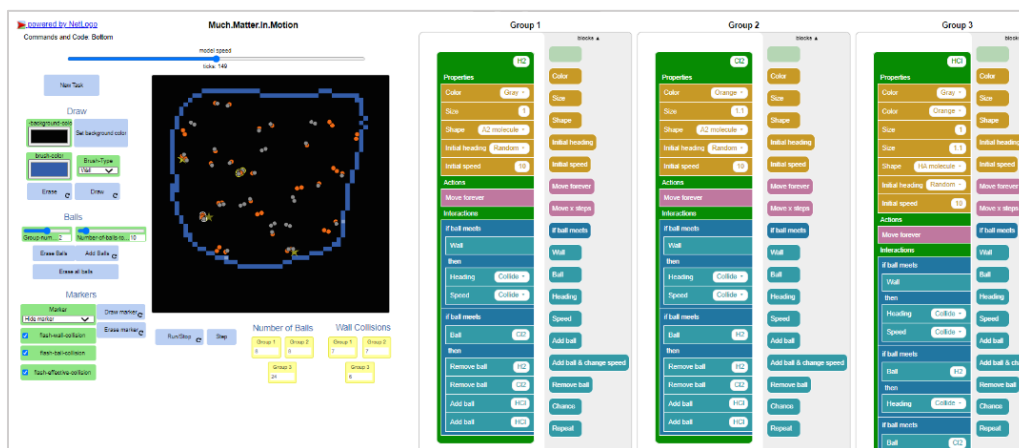 powered by NetLogo
Commands and Code: Bottom
Much.Matter.in.Motion
model speed
ticks: 149
New Task
Draw
Set background color
brush-color
Brush-Type
Wall
Erase
Draw
Balls
Erase Balls
Add Balls
Erase all balls
Markers
Marker
Hide marker
Draw marker
Erase marker
flash-wall-collision
flash-ball-collision
flash-effective-collision
Run/Stop
Step
Number of Balls
Group 1
Group 2
Group 3
24
Wall Collisions
Group 1
Group 2
7
7
Group 3
6
Group 1
blocks
H2
Properties
Color
Gray
Size
1
Shape
A2 molecule
Initial heading
Random
Initial speed
10
Actions
Move forever
Interactions
if ball meets
Wall
then
Heading
Collide
Speed
Collide
if ball meets
Ball
Cl2
then
Remove ball
H2
Remove ball
Cl2
Add ball
HCl
Add ball
HCl
Color
Size
Shape
Initial heading
Initial speed
Move forever
Move x steps
if ball meets
Wall
Ball
Heading
Speed
Add ball
Add ball & change speed
Remove ball
Chance
Repeat
Group 2
blocks
Cl2
Properties
Color
Orange
Size
1.1
Shape
A2 molecule
Initial heading
Random
Initial speed
10
Actions
Move forever
Interactions
if ball meets
Wall
then
Heading
Collide
Speed
Collide
if ball meets
Ball
H2
then
Remove ball
H2
Remove ball
Cl2
Add ball
HCl
Add ball
HCl
Color
Size
Shape
Initial heading
Initial speed
Move forever
Move x steps
if ball meets
Wall
Ball
Heading
Speed
Add ball
Add ball & change speed
Remove ball
Chance
Repeat
Group 3
HCl
Properties
Color
Gray
Color
Orange
Size
1
Size
1.1
Shape
HA molecule
Initial heading
Random
Initial speed
10
Actions
Move forever
Interactions
if ball meets
Wall
then
Heading
Collide
Speed
Collide
if ball meets
Ball
H2
then
Heading
Collide
if ball meets
Ball
Cl2
Color
Size
Shape
Initial heading
Initial speed
Move forever
Move x steps
if ball meets
Wall
Ball
Heading
Speed
Add ball
Add ball & cha
Remove ball
Chance
Repeat